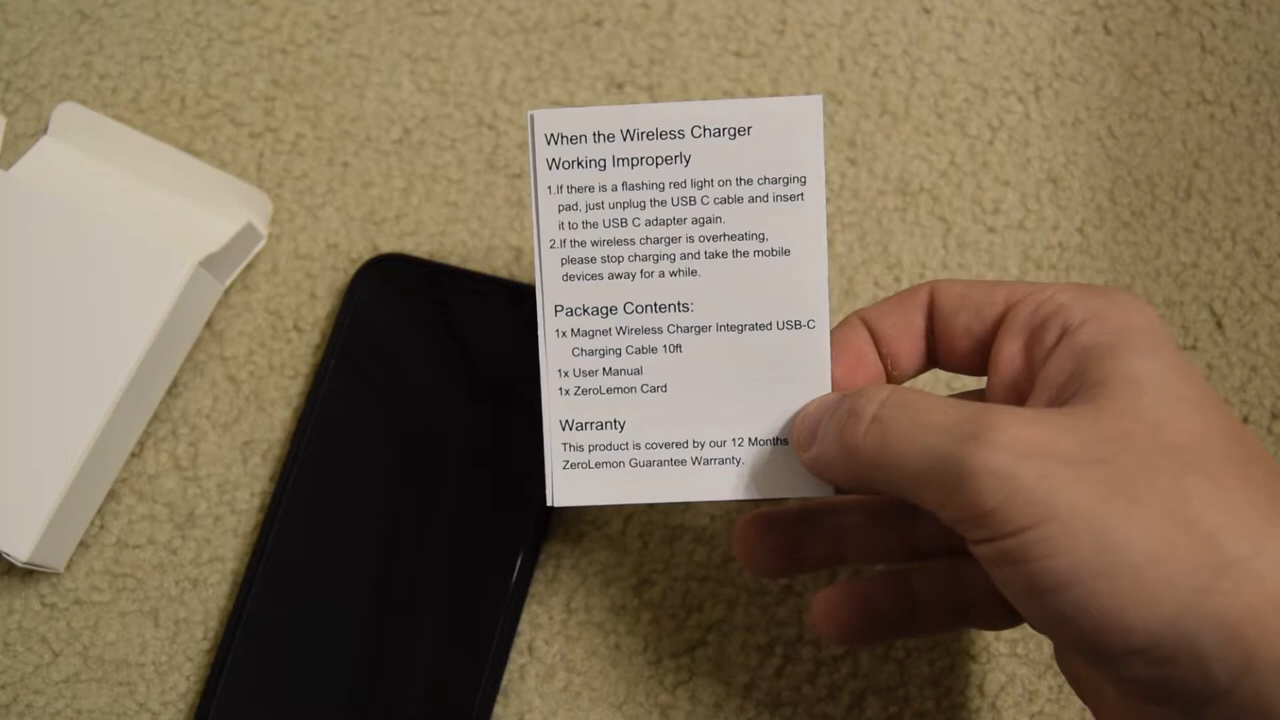 When the Wireless Charger
Working Improperly
1.If there is a flashing red light on the charging
pad, just unplug the USB C cable and insert
it to the USB C adapter again.
2.If the wireless charger is overheating,
please stop charging and take the mobile
devices away for a while.
Package Contents:
1x Magnet Wireless Charger Integrated USB-C
Charging Cable 10ft
1x User Manual
1x ZeroLemon Card
Warranty
This product is covered by our 12 Months
ZeroLemon Guarantee Warranty.